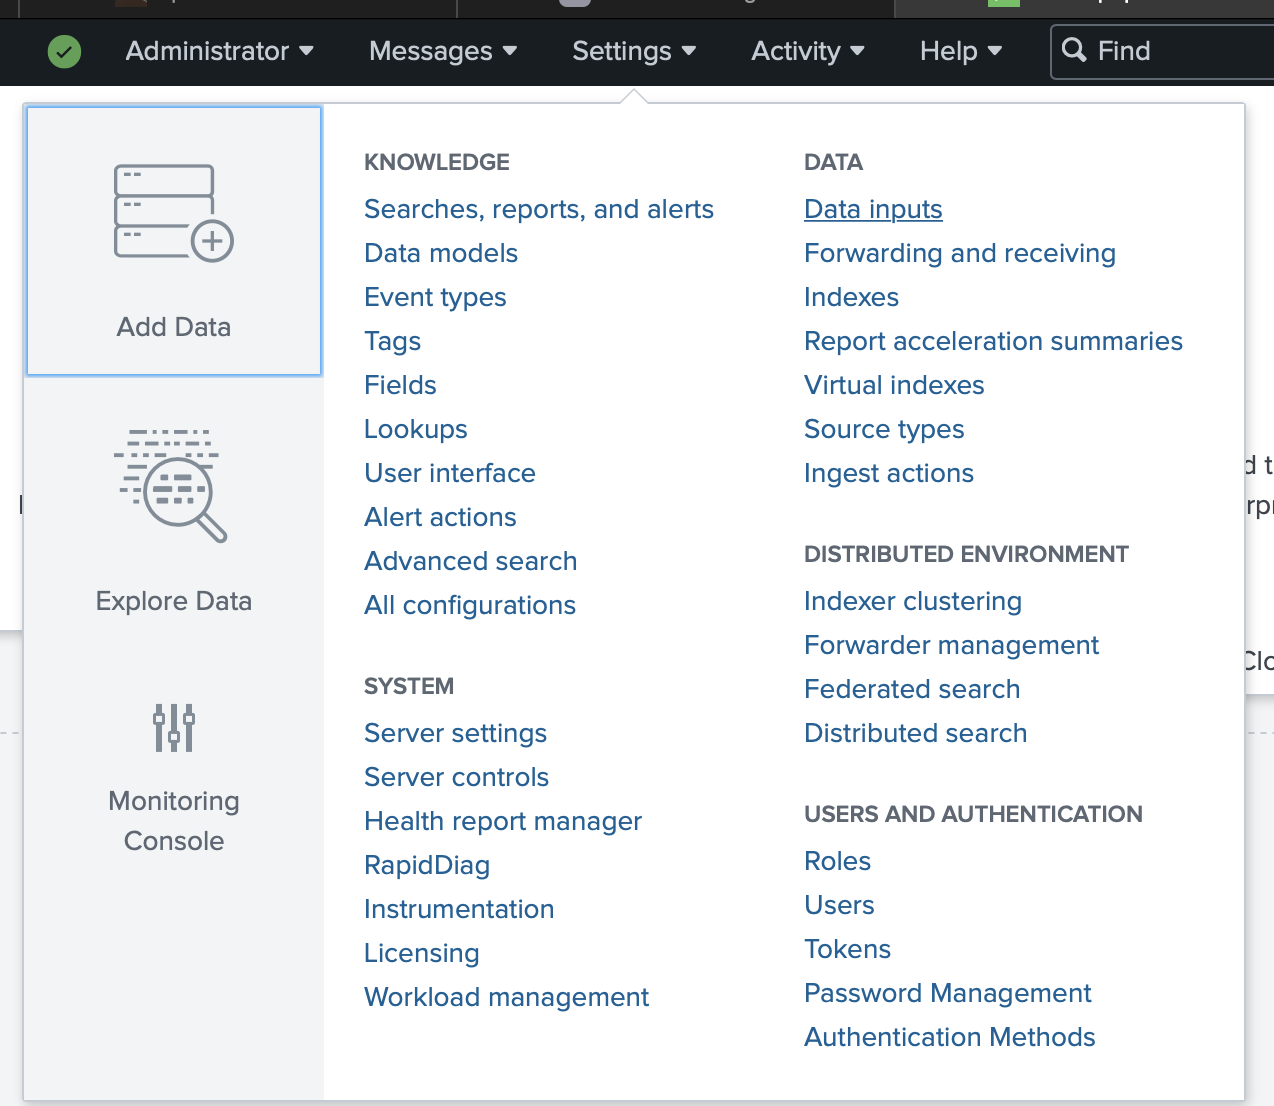 Administrator
Messages
Settings
Activity
Help
Find
Add Data
Explore Data
Monitoring
Console
KNOWLEDGE
Searches, reports, and alerts
Data models
Event types
Tags
Fields
Lookups
User interface
Alert actions
Advanced search
All configurations
SYSTEM
Server settings
Server controls
Health report manager
RapidDiag
Instrumentation
Licensing
Workload management
DATA
Data inputs
Forwarding and receiving
Indexes
Report acceleration summaries
Virtual indexes
Source types
Ingest actions
DISTRIBUTED ENVIRONMENT
Indexer clustering
Forwarder management
Federated search
Distributed search
USERS AND AUTHENTICATION
Roles
Users
Tokens
Password Management
Authentication Methods